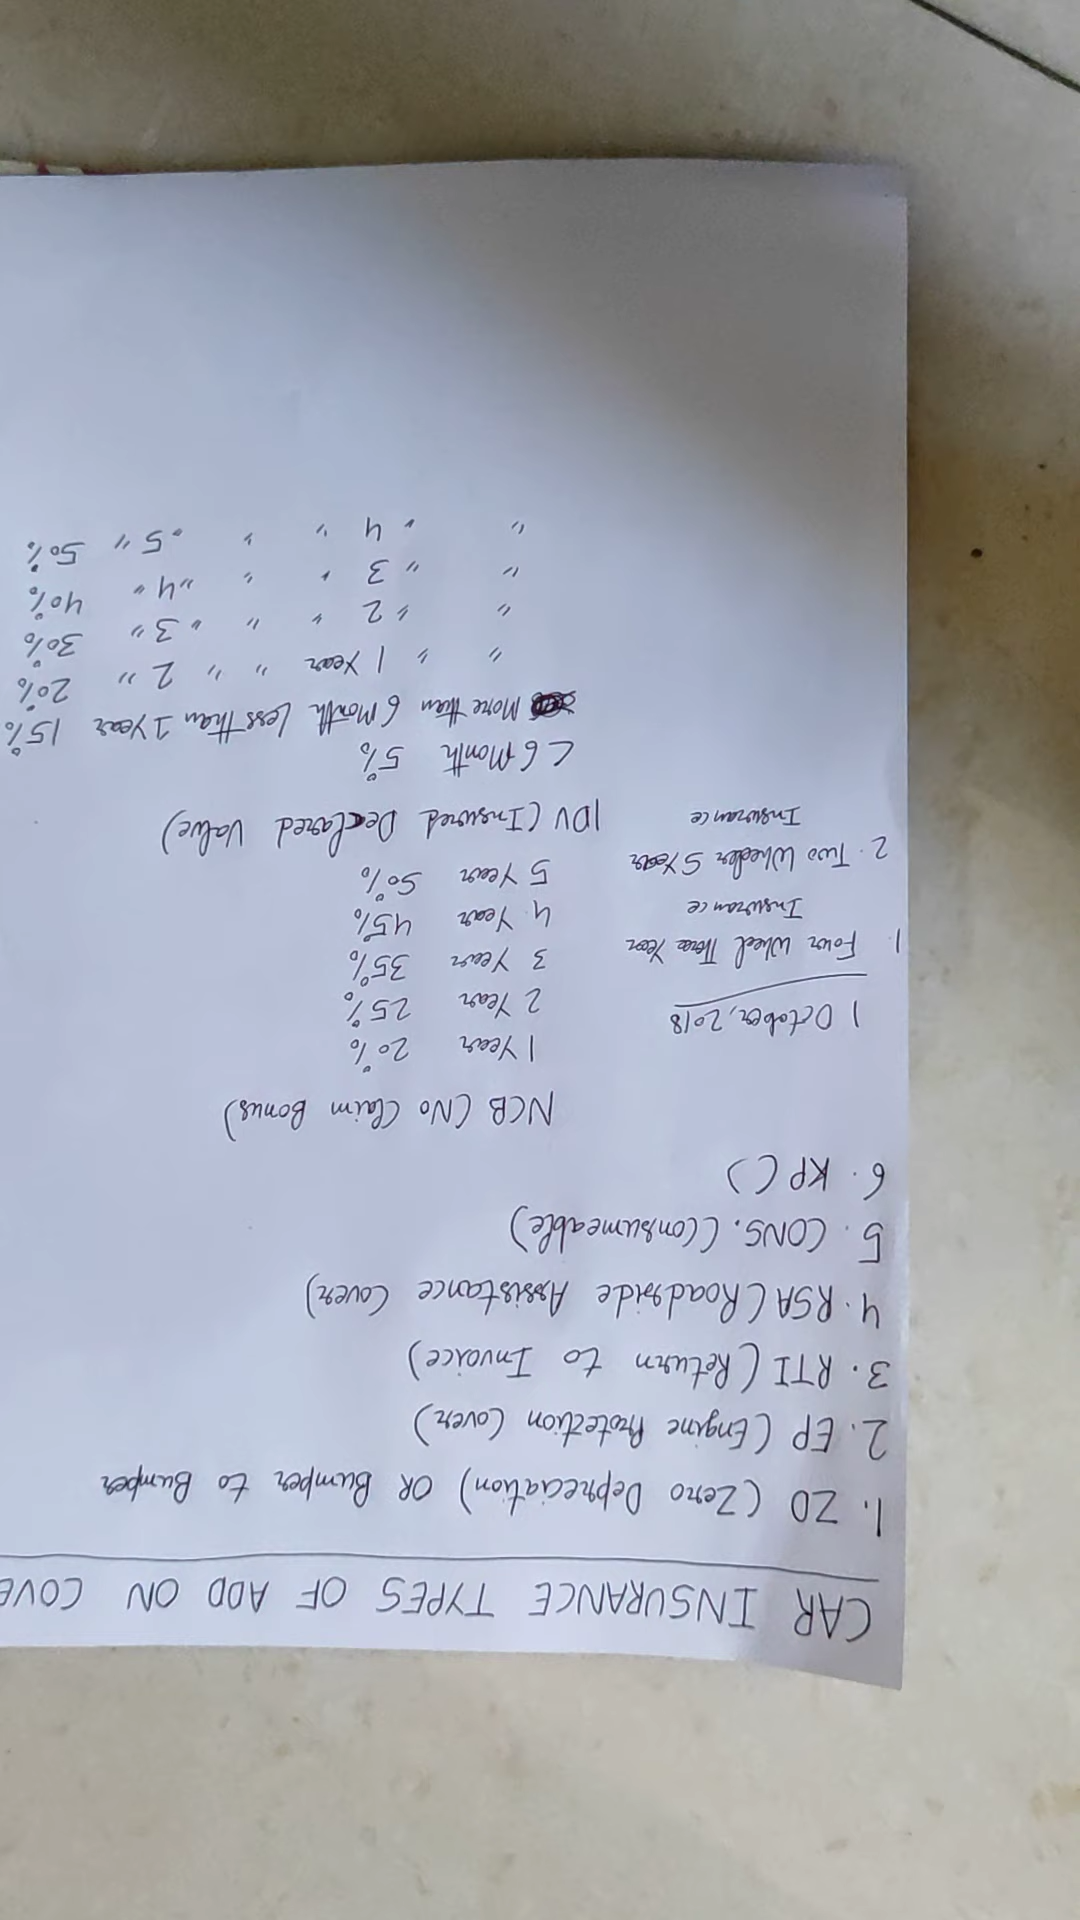 CAR INSURANCE TYPES OF ADD ON COVE
1. ZD (Zero Depreciation) OR Bumper to Bumper
2. EP (Engine Protection Cover)
3. RTI (Return to Invoice)
4. RSA (Roadside Assistance Cover)
5. CONS. (Consumeable)
6. KP ( )
NCB (No Claim Bonus)
1 Year 20%
2 Year 25%
3 Year 35%
4 Year 45%
5 Year 50%
1 October, 2018
1 Four Wheel Three Year
Insurance
2. Two Wheeler 5 Year
Insurance
IDV (Insured Declared Value)
< 6 Month 5%
More than 6 Month Less than 1 Year 15%
" " 1 Year " " 2 " 20%
" " 2 " " " 3 " 30%
" " 3 " " " 4 " 40%
" " 4 " " " 5 " 50%